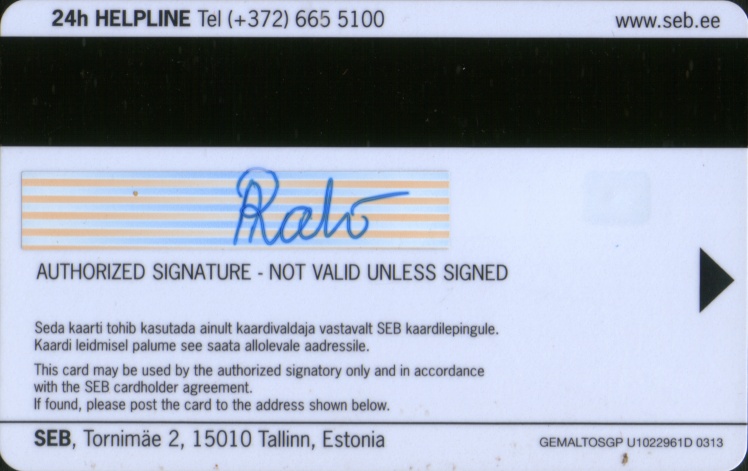 24h HELPLINE Tel (+372) 665 5100 www.seb.ee
AUTHORIZED SIGNATURE - NOT VALID UNLESS SIGNED
Seda kaarti tohib kasutada ainult kaardivaldaja vastavalt SEB kaardilepingule.
Kaardi leidmisel palume see saata allolevale aadressile.
This card may be used by the authorized signatory only and in accordance
with the SEB cardholder agreement.
If found, please post the card to the address shown below.
SEB, Tornimäe 2, 15010 Tallinn, Estonia GEMALTOSGP U1022961D 0313